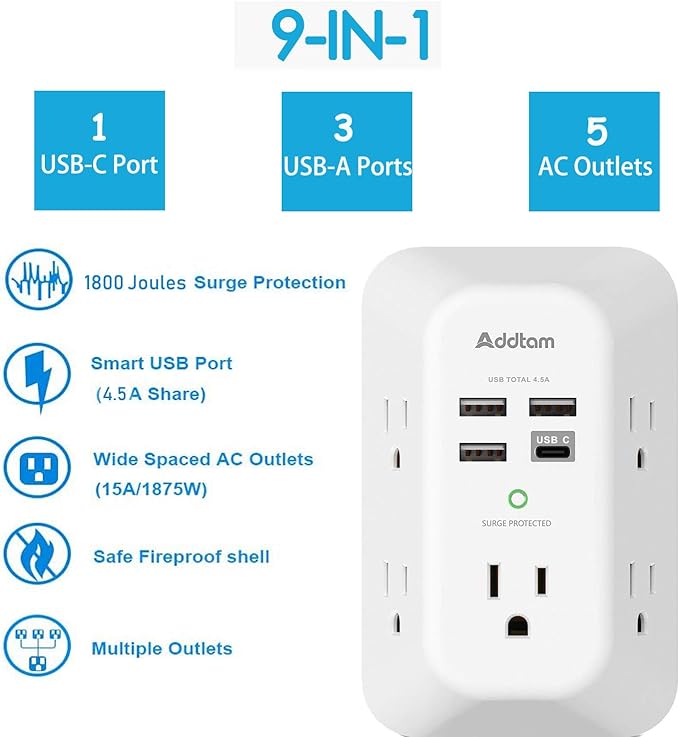 9-IN-1
1
USB-C Port
3
USB-A Ports
5
AC Outlets
1800 Joules Surge Protection
Smart USB Port
(4.5A Share)
Wide Spaced AC Outlets
(15A/1875W)
Safe Fireproof shell
Multiple Outlets
Addtam
USB TOTAL 4.5A
USB C
SURGE PROTECTED